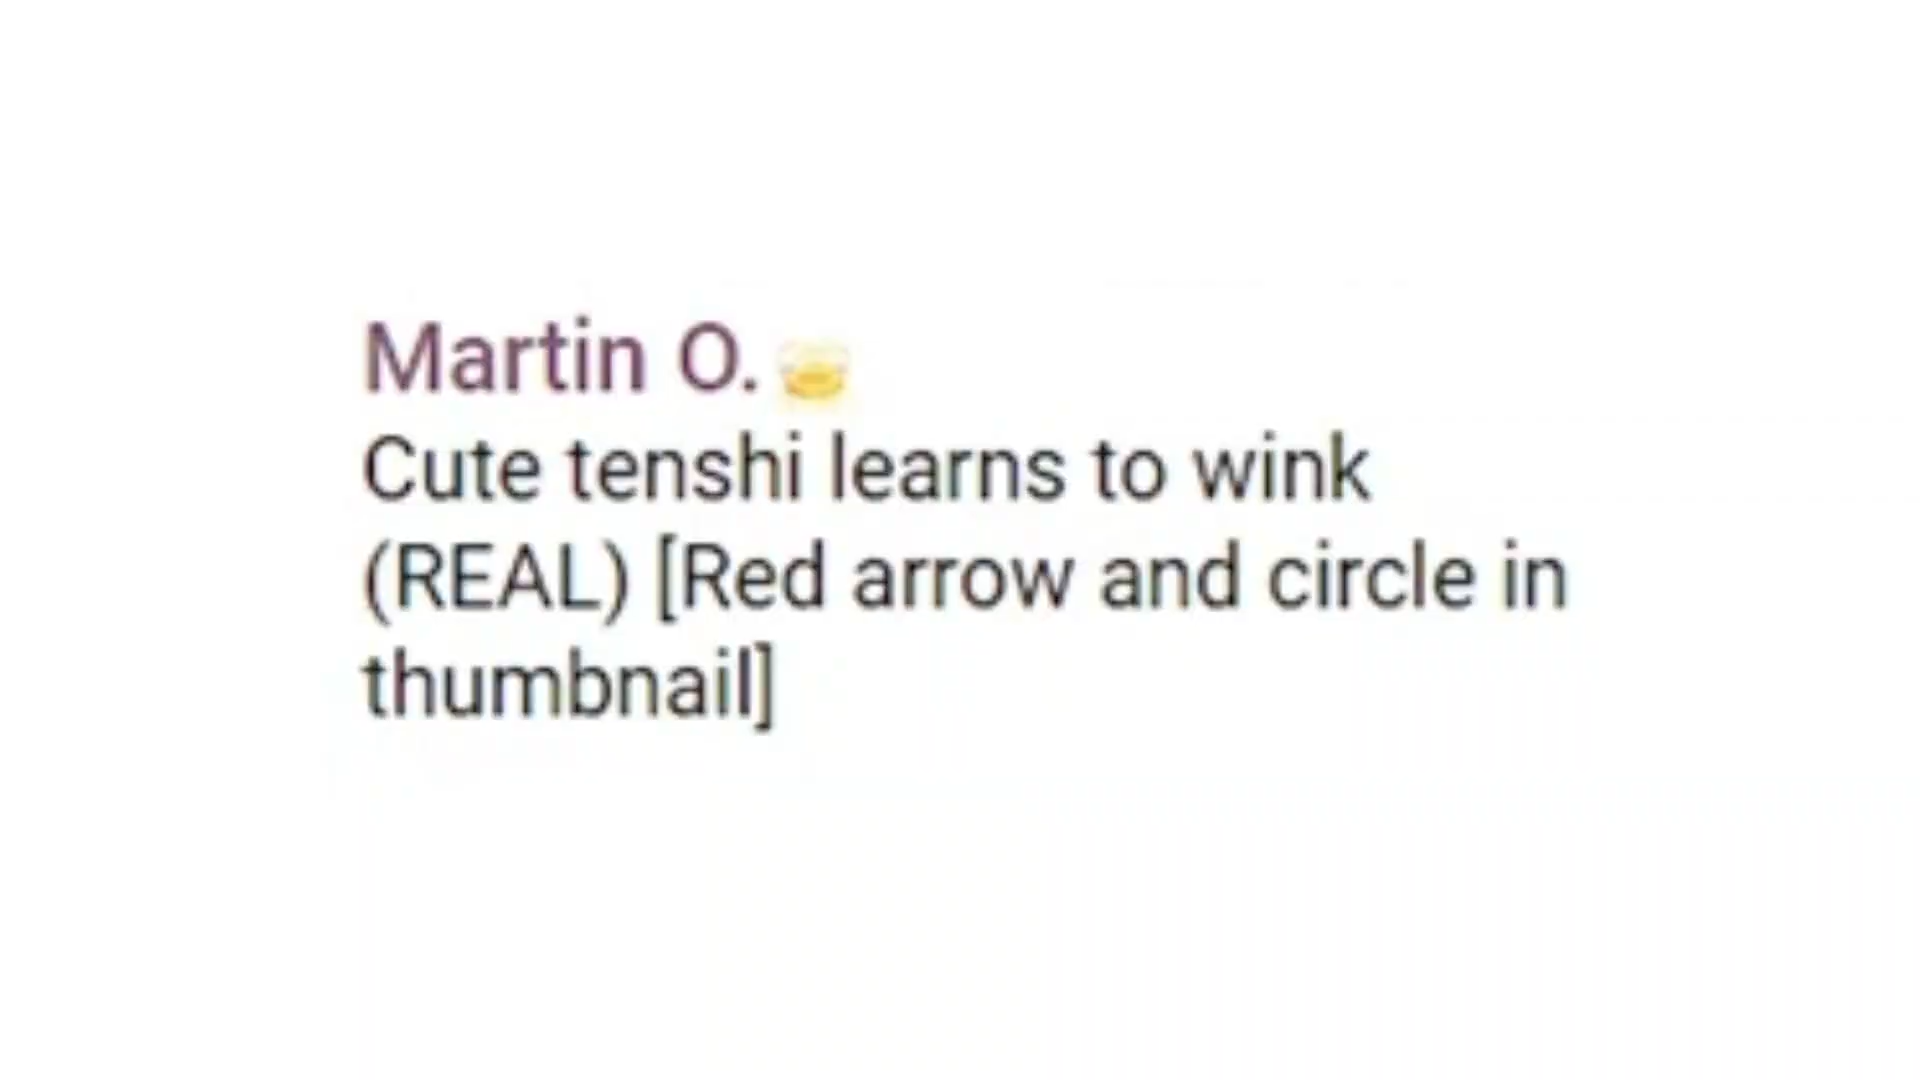 Martin O.
Cute tenshi learns to wink
(REAL) [Red arrow and circle in
thumbnail]